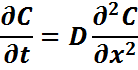 ∂C/∂t = D ∂²C/∂x²